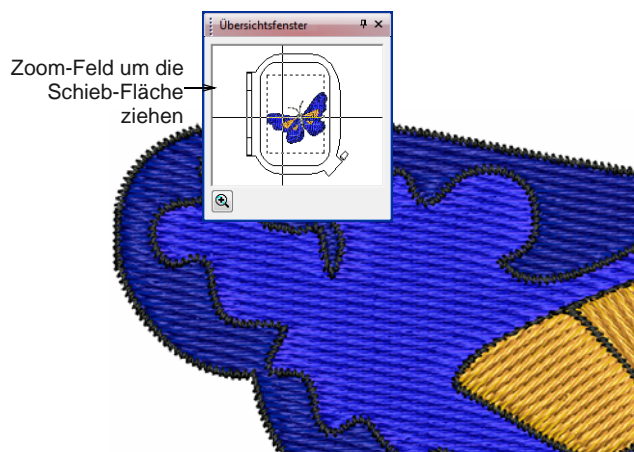 Übersichtsfenster
Zoom-Feld um die
Schieb-Fläche
ziehen